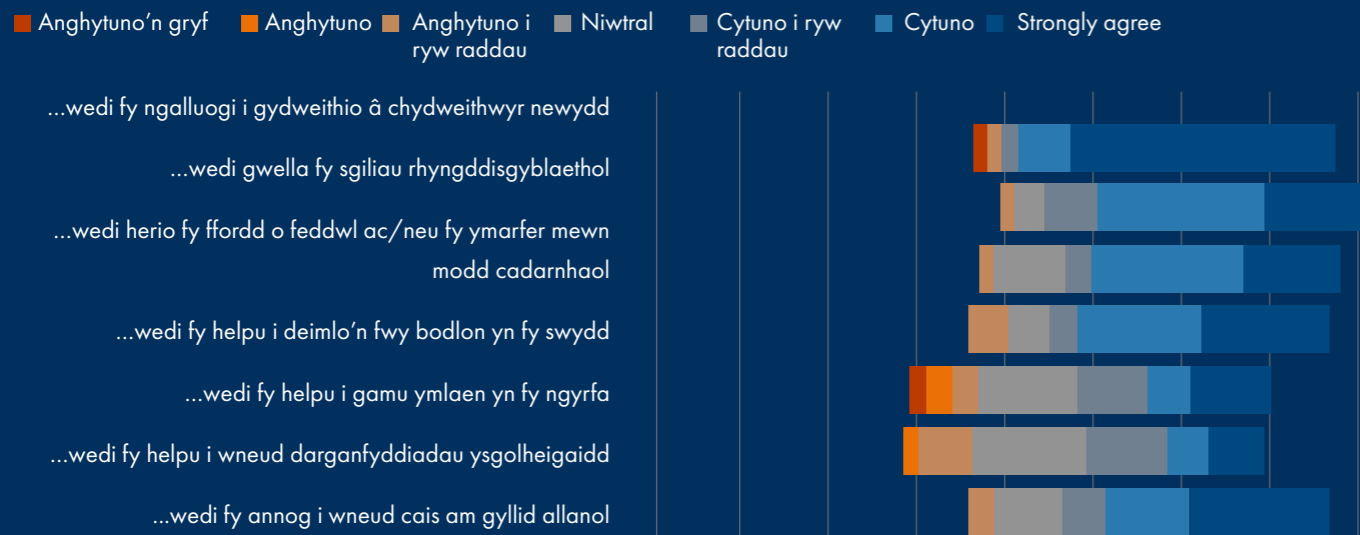 Anghytuno’n gryf
Anghytuno
Anghytuno i
ryw raddau
Niwtral
Cytuno i ryw
raddau
Cytuno
Strongly agree
...wedi fy ngalluogi i gydweithio â chydweithwyr newydd
...wedi gwella fy sgiliau rhyngddisgyblaethol
...wedi herio fy ffordd o feddwl ac/neu fy ymarfer mewn
modd cadarnhaol
...wedi fy helpu i deimlo’n fwy bodlon yn fy swydd
...wedi fy helpu i gamu ymlaen yn fy ngyrfa
...wedi fy helpu i wneud darganfyddiadau ysgolheigaidd
...wedi fy annog i wneud cais am gyllid allanol